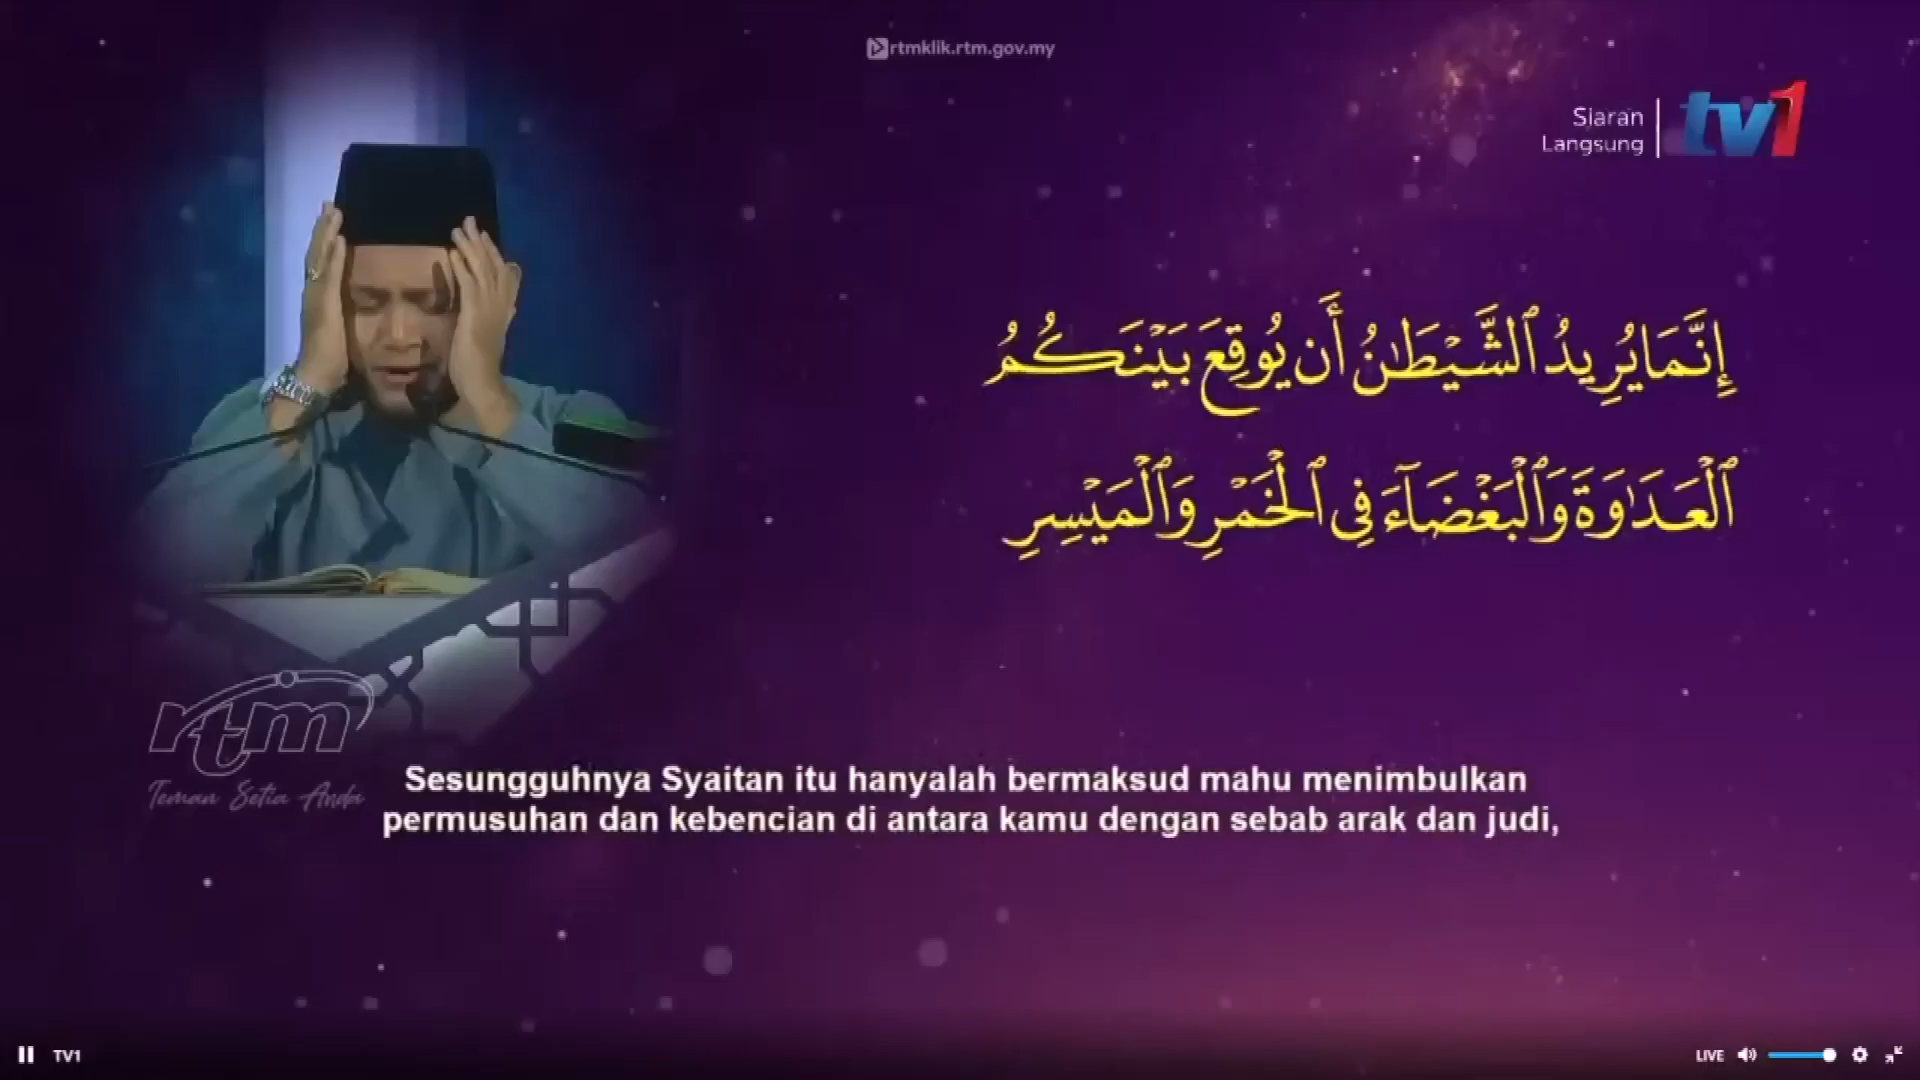 rtmklik.rtm.gov.my
Siaran
Langsung
tv1
إِنَّمَا يُرِيدُ ٱلشَّيْطَٰنُ أَن يُوقِعَ بَيْنَكُمُ
ٱلْعَدَٰوَةَ وَٱلْبَغْضَآءَ فِى ٱلْخَمْرِ وَٱلْمَيْسِرِ
rtm
Teman Setia Anda
Sesungguhnya Syaitan itu hanyalah bermaksud mahu menimbulkan
permusuhan dan kebencian di antara kamu dengan sebab arak dan judi,
TV1
LIVE